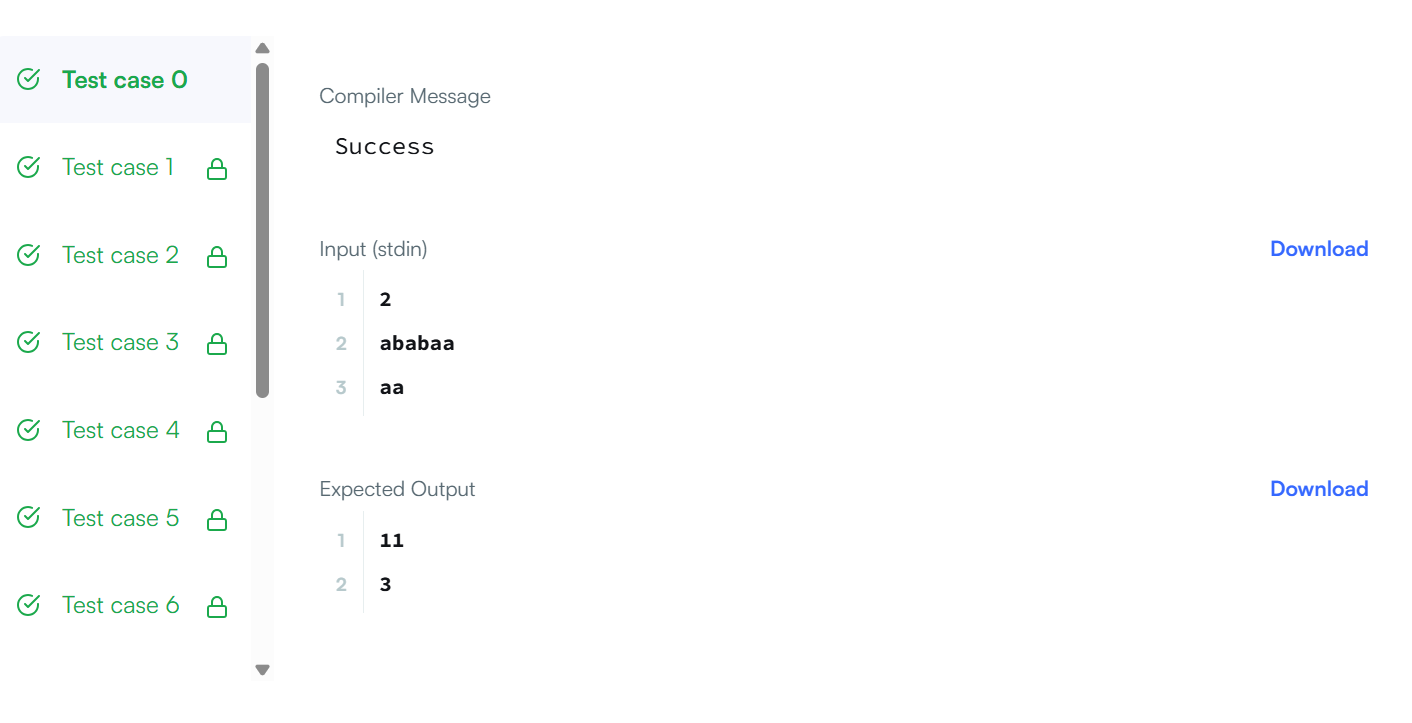 Test case 0
Test case 1
Test case 2
Test case 3
Test case 4
Test case 5
Test case 6
Compiler Message
Success
Input (stdin)
Download
1 2
2 ababaa
3 aa
Expected Output
Download
1 11
2 3